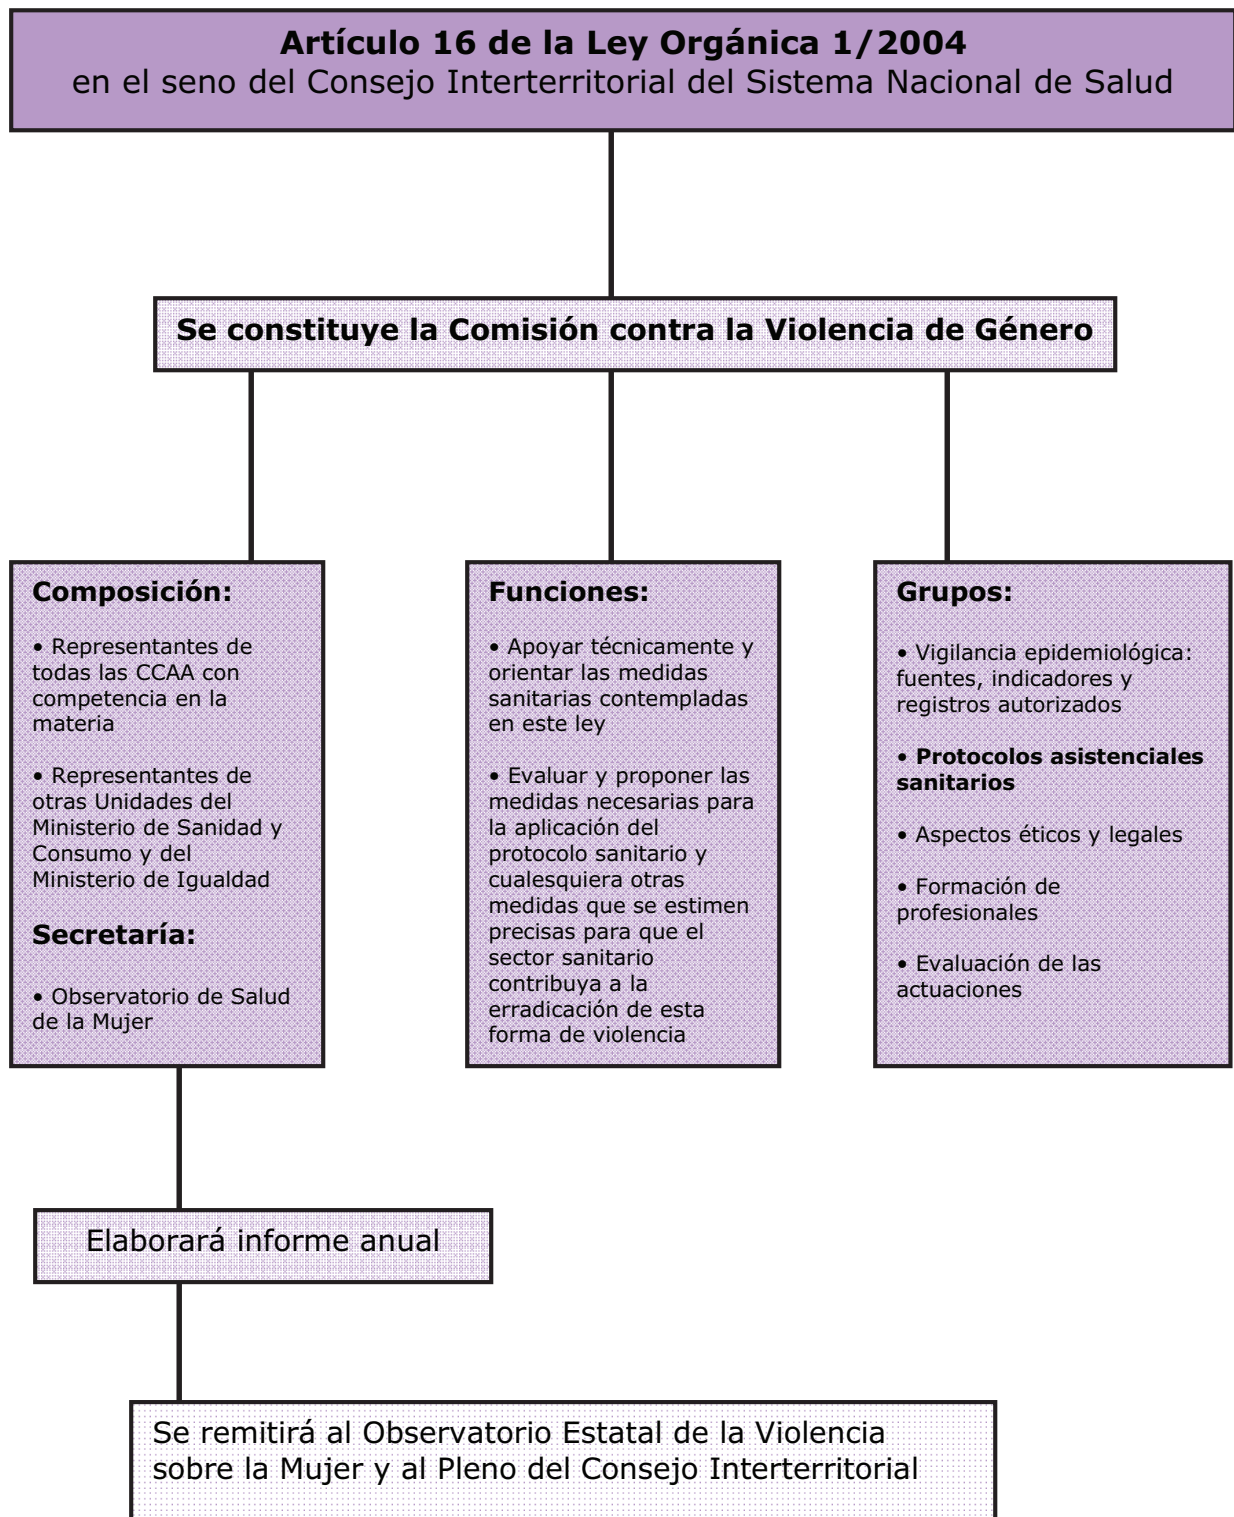 Artículo 16 de la Ley Orgánica 1/2004
en el seno del Consejo Interterritorial del Sistema Nacional de Salud
Se constituye la Comisión contra la Violencia de Género
Composición:
• Representantes de
todas las CCAA con
competencia en la
materia
• Representantes de
otras Unidades del
Ministerio de Sanidad y
Consumo y del
Ministerio de Igualdad
Secretaría:
• Observatorio de Salud
de la Mujer
Funciones:
• Apoyar técnicamente y
orientar las medidas
sanitarias contempladas
en este ley
• Evaluar y proponer las
medidas necesarias para
la aplicación del
protocolo sanitario y
cualesquiera otras
medidas que se estimen
precisas para que el
sector sanitario
contribuya a la
erradicación de esta
forma de violencia
Grupos:
• Vigilancia epidemiológica:
fuentes, indicadores y
registros autorizados
• Protocolos asistenciales
sanitarios
• Aspectos éticos y legales
• Formación de
profesionales
• Evaluación de las
actuaciones
Elaborará informe anual
Se remitirá al Observatorio Estatal de la Violencia
sobre la Mujer y al Pleno del Consejo Interterritorial